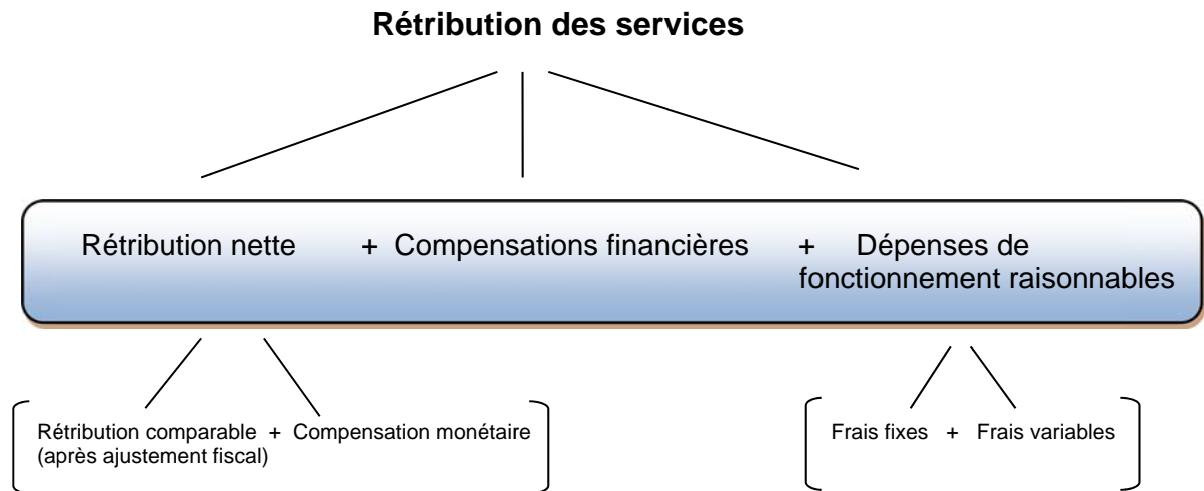 Rétribution des services
Rétribution nette + Compensations financières + Dépenses de
fonctionnement raisonnables
Rétribution comparable + Compensation monétaire
(après ajustement fiscal)
Frais fixes + Frais variables